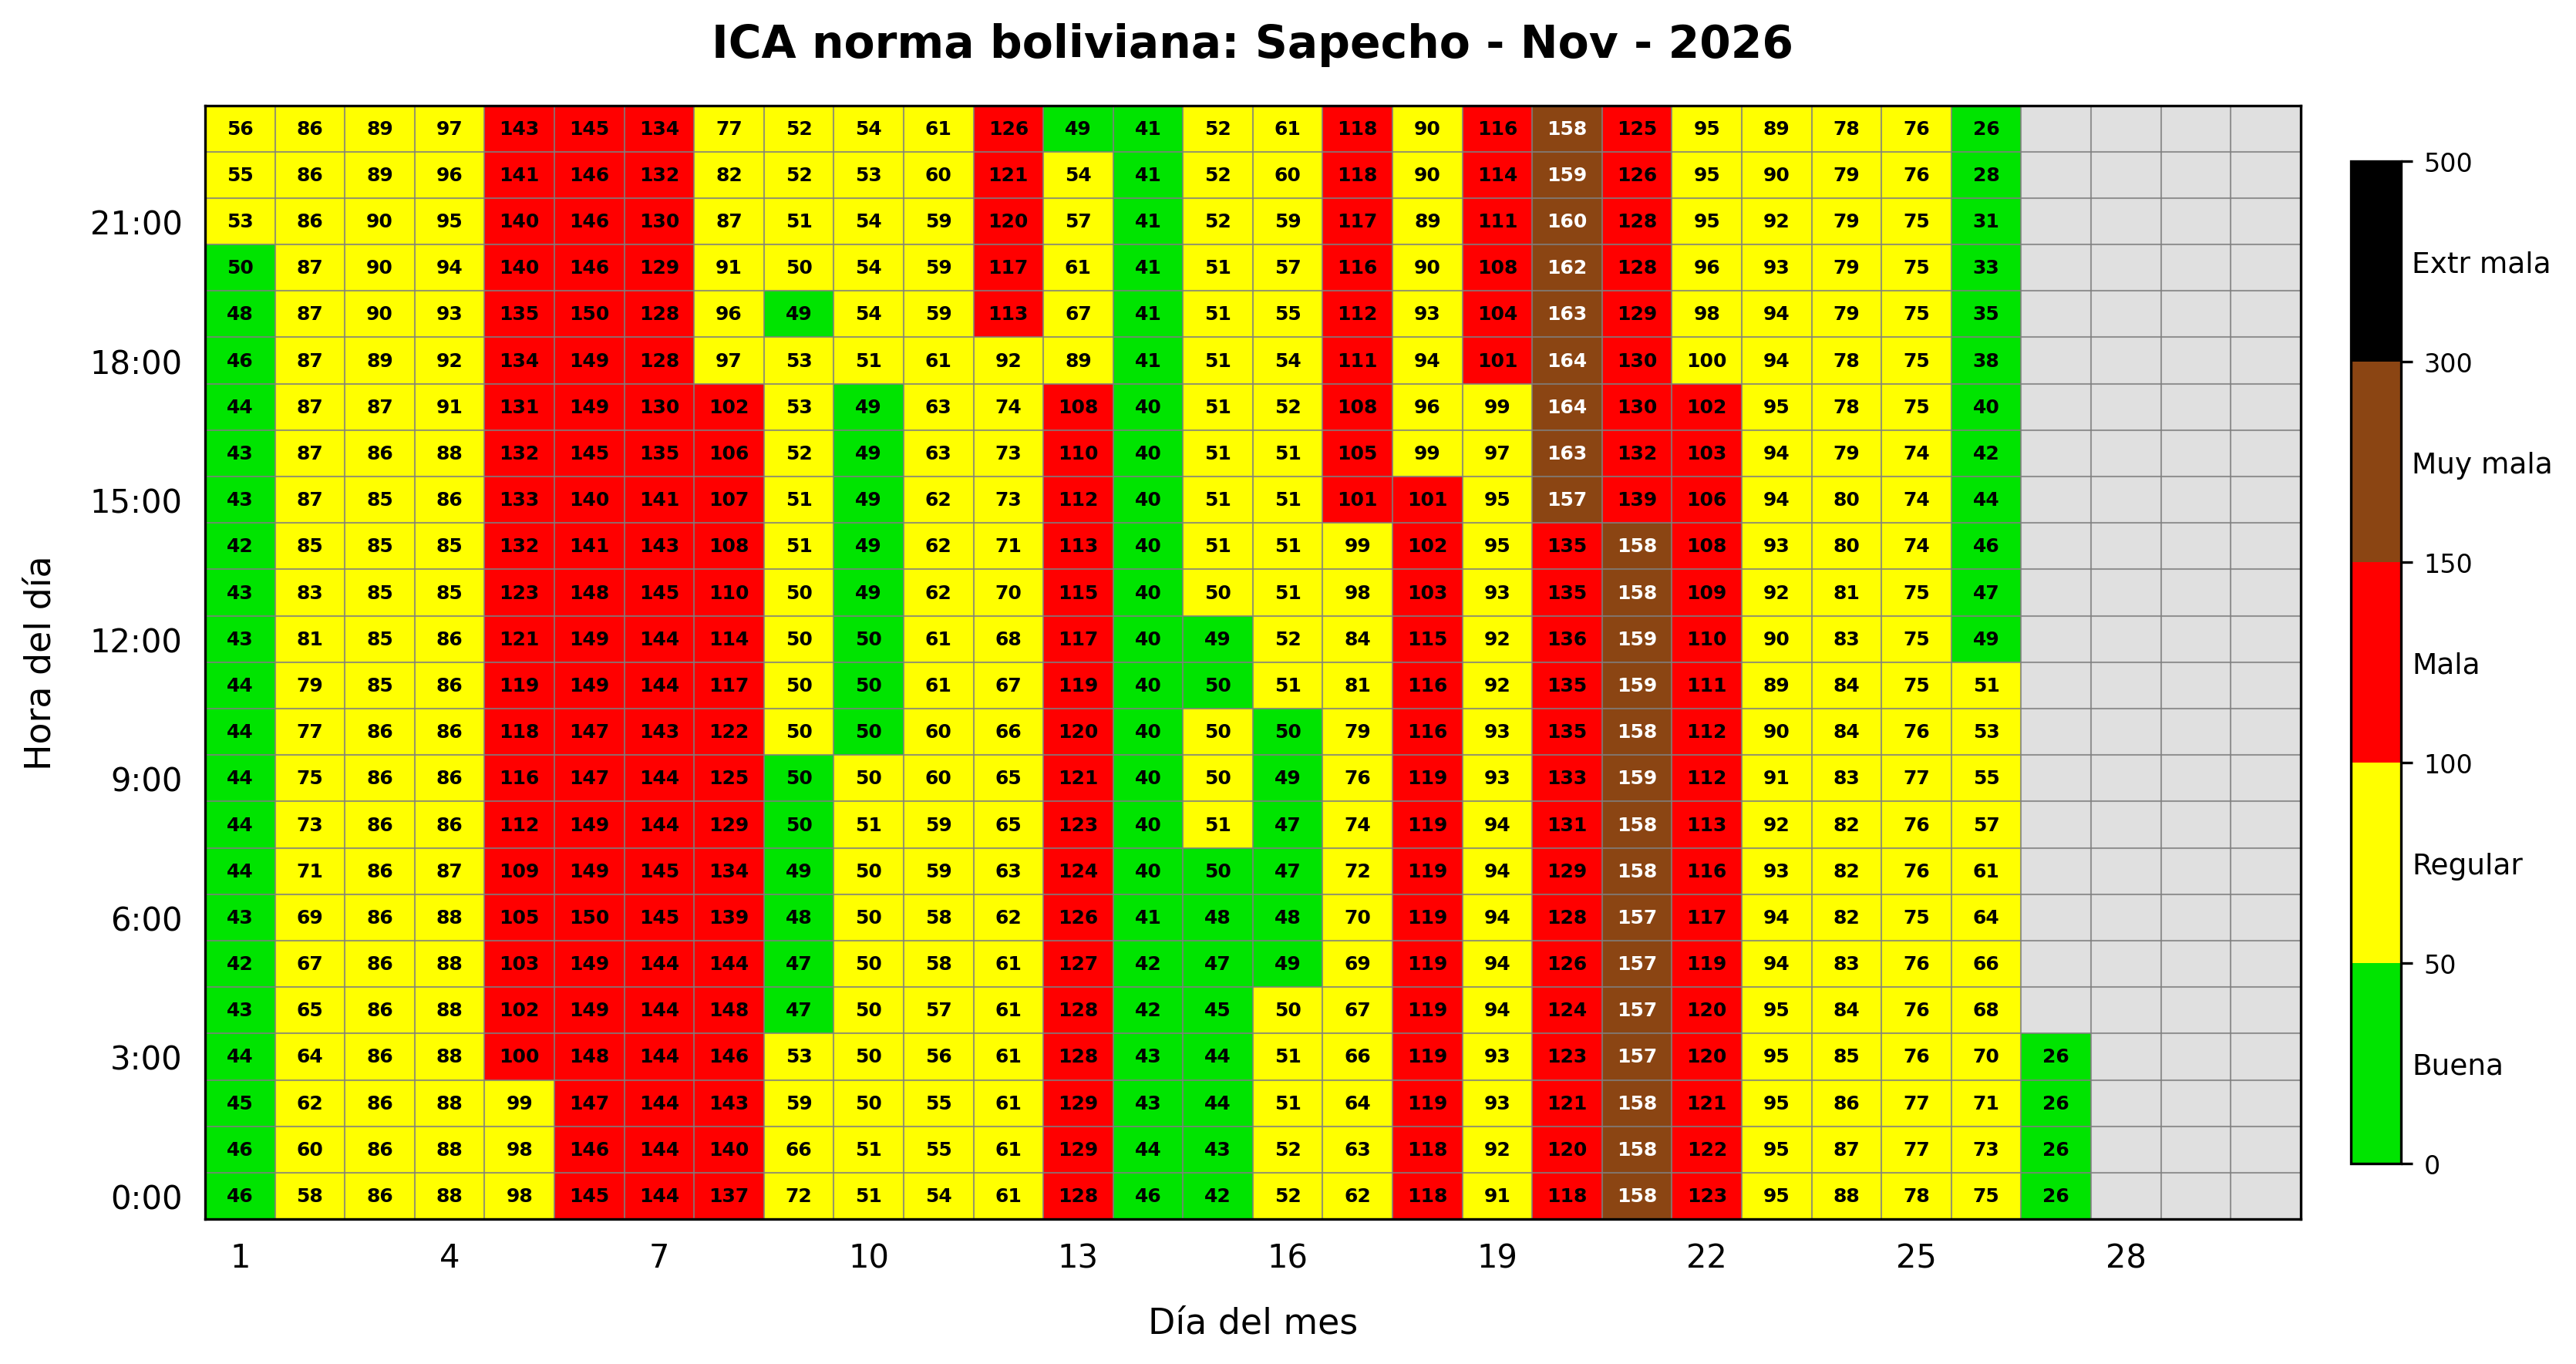 ICA norma boliviana: Sapecho - Nov - 2026
56 86 89 97 143 145 134 77 52 54 61 126 49 41 52 61 118 90 116 158 125 95 89 78 76 26
55 86 89 96 141 146 132 82 52 53 60 121 54 41 52 60 118 90 114 159 126 95 90 79 76 28
21:00 53 86 90 95 140 146 130 87 51 54 59 120 57 41 52 59 117 89 111 160 128 95 92 79 75 31
50 87 90 94 140 146 129 91 50 54 59 117 61 41 51 57 116 90 108 162 128 96 93 79 75 33
48 87 90 93 135 150 128 96 49 54 59 113 67 41 51 55 112 93 104 163 129 98 94 79 75 35
18:00 46 87 89 92 134 149 128 97 53 51 61 92 89 41 51 54 111 94 101 164 130 100 94 78 75 38
44 87 87 91 131 149 130 102 53 49 63 74 108 40 51 52 108 96 99 164 130 102 95 78 75 40
43 87 86 88 132 145 135 106 52 49 63 73 110 40 51 51 105 99 97 163 132 103 94 79 74 42
15:00 43 87 85 86 133 140 141 107 51 49 62 73 112 40 51 51 101 101 95 157 139 106 94 80 74 44
42 85 85 85 132 141 143 108 51 49 62 71 113 40 51 51 99 102 95 135 158 108 93 80 74 46
43 83 85 85 123 148 145 110 50 49 62 70 115 40 50 51 98 103 93 135 158 109 92 81 75 47
12:00 43 81 85 86 121 149 144 114 50 50 61 68 117 40 49 52 84 115 92 136 159 110 90 83 75 49
44 79 85 86 119 149 144 117 50 50 61 67 119 40 50 51 81 116 92 135 159 111 89 84 75 51
44 77 86 86 118 147 143 122 50 50 60 66 120 40 50 50 79 116 93 135 158 112 90 84 76 53
9:00 44 75 86 86 116 147 144 125 50 50 60 65 121 40 50 49 76 119 93 133 159 112 91 83 77 55
44 73 86 86 112 149 144 129 50 51 59 65 123 40 51 47 74 119 94 131 158 113 92 82 76 57
44 71 86 87 109 149 145 134 49 50 59 63 124 40 50 47 72 119 94 129 158 116 93 82 76 61
6:00 43 69 86 88 105 150 145 139 48 50 58 62 126 41 48 48 70 119 94 128 157 117 94 82 75 64
42 67 86 88 103 149 144 144 47 50 58 61 127 42 47 49 69 119 94 126 157 119 94 83 76 66
43 65 86 88 102 149 144 148 47 50 57 61 128 42 45 50 67 119 94 124 157 120 95 84 76 68
3:00 44 64 86 88 100 148 144 146 53 50 56 61 128 43 44 51 66 119 93 123 157 120 95 85 76 70 26
45 62 86 88 99 147 144 143 59 50 55 61 129 43 44 51 64 119 93 121 158 121 95 86 77 71 26
46 60 86 88 98 146 144 140 66 51 55 61 129 44 43 52 63 118 92 120 158 122 95 87 77 73 26
0:00 46 58 86 88 98 145 144 137 72 51 54 61 128 46 42 52 62 118 91 118 158 123 95 88 78 75 26
1 4 7 10 13 16 19 22 25 28
Día del mes
Hora del día
500
Extr mala
300
Muy mala
150
Mala
100
Regular
50
Buena
0